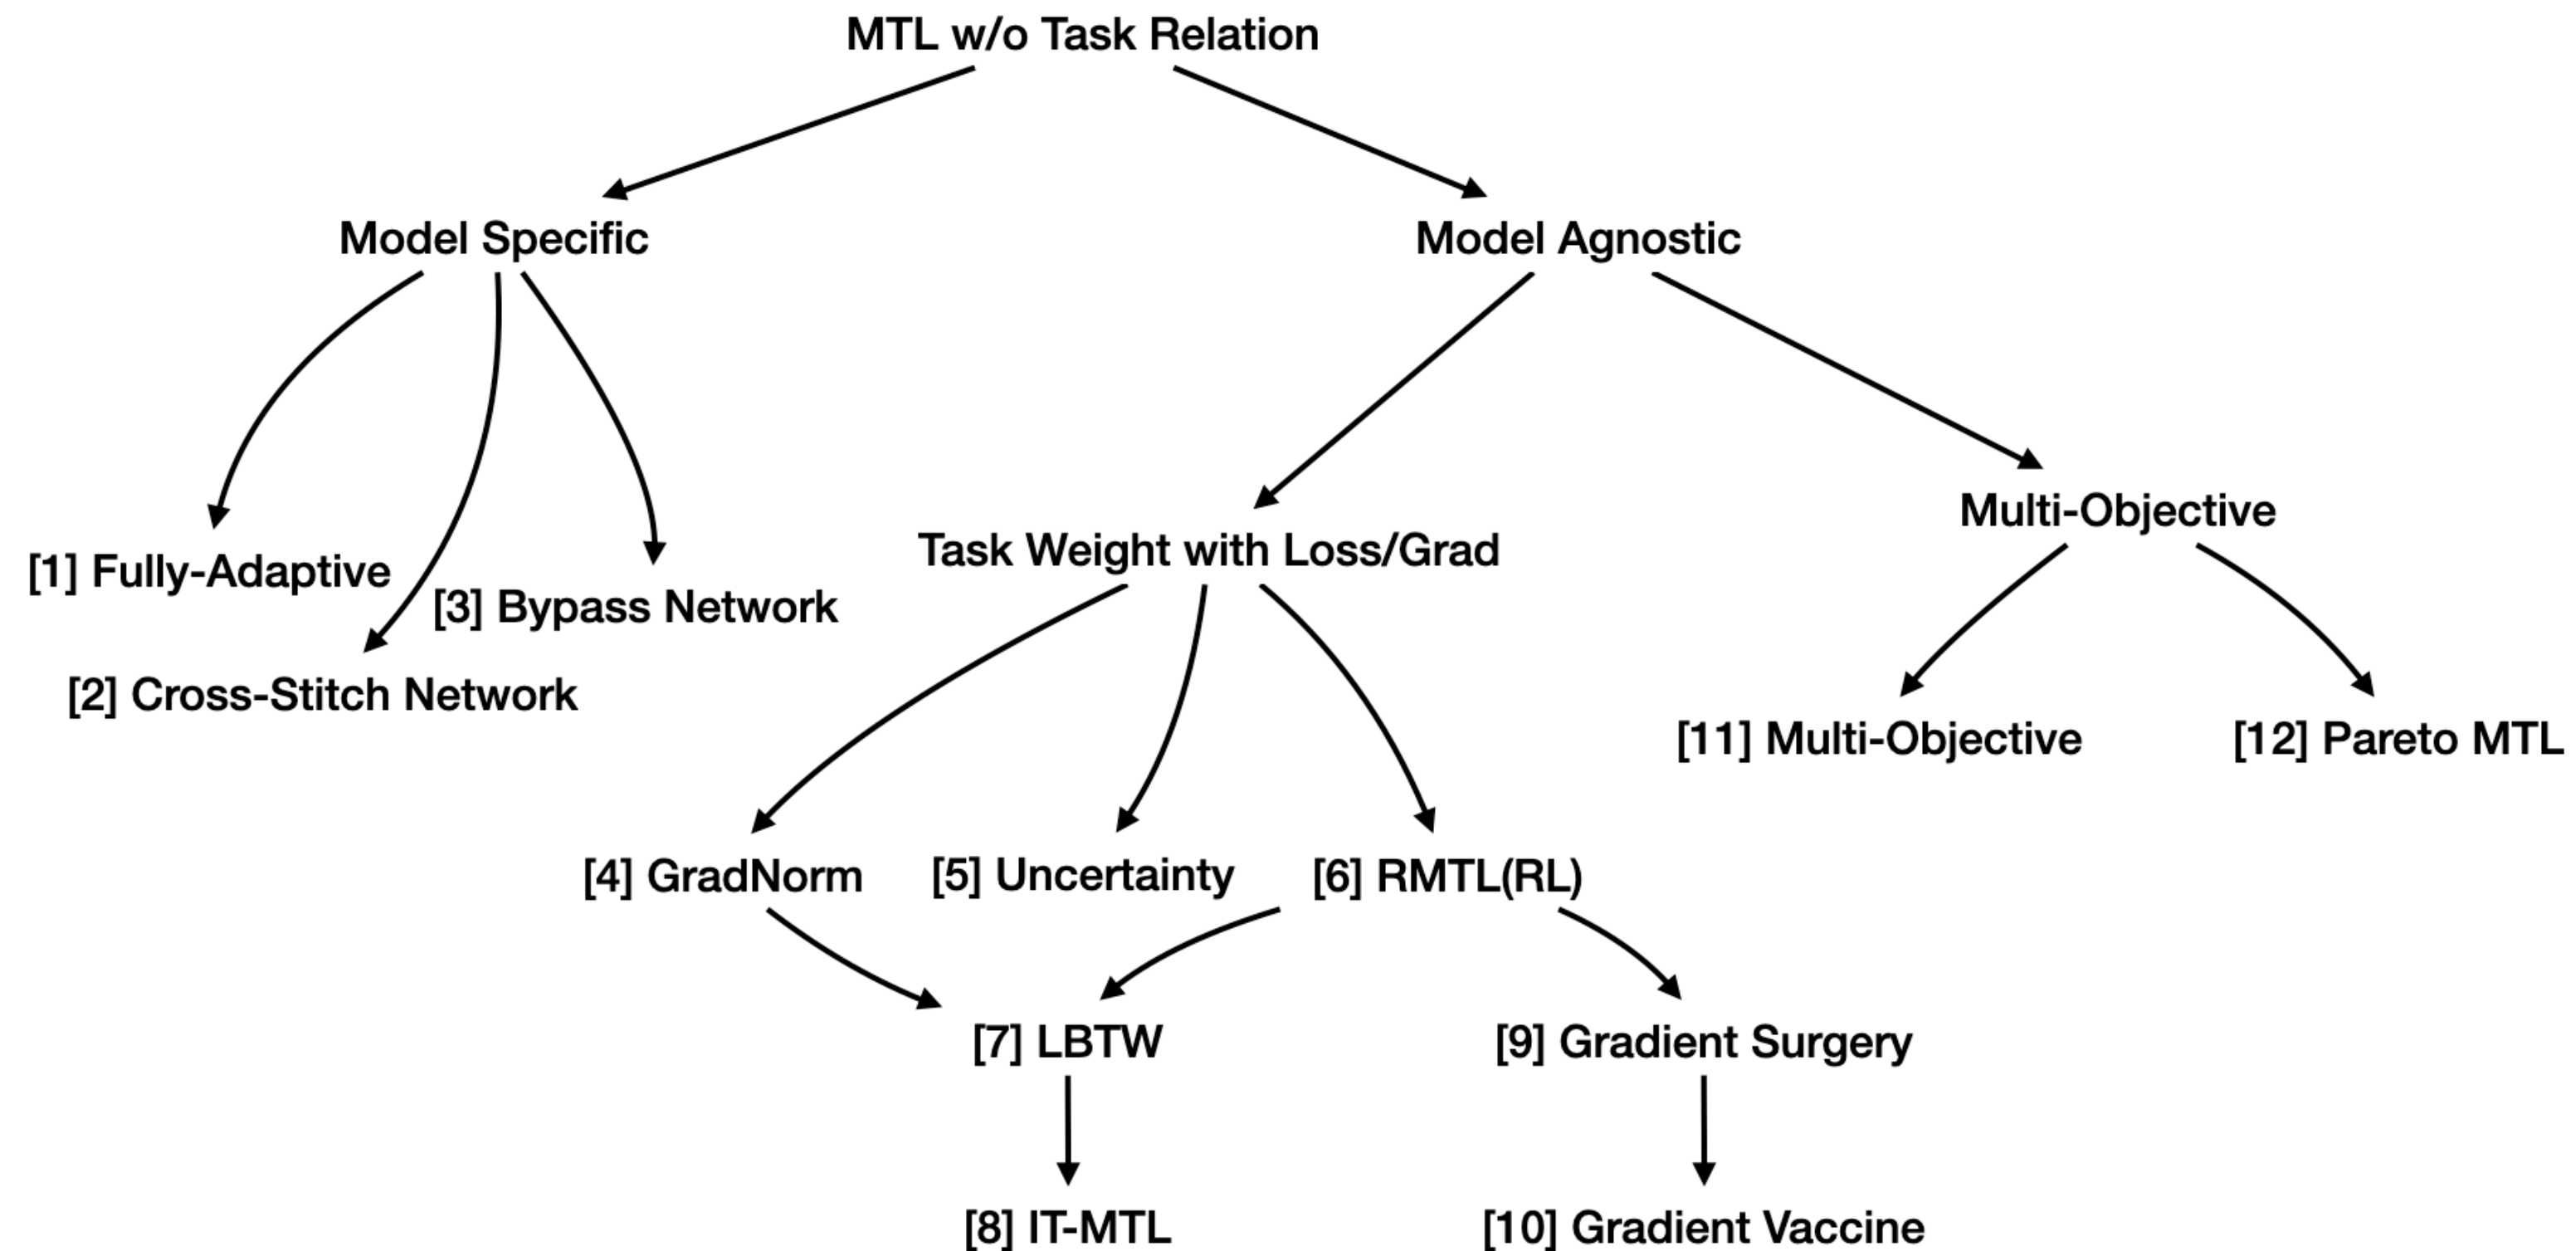 MTL w/o Task Relation
Model Specific
Model Agnostic
Multi-Objective
Task Weight with Loss/Grad
[1] Fully-Adaptive
[3] Bypass Network
[2] Cross-Stitch Network
[11] Multi-Objective
[12] Pareto MTL
[4] GradNorm
[5] Uncertainty
[6] RMTL(RL)
[7] LBTW
[9] Gradient Surgery
[8] IT-MTL
[10] Gradient Vaccine